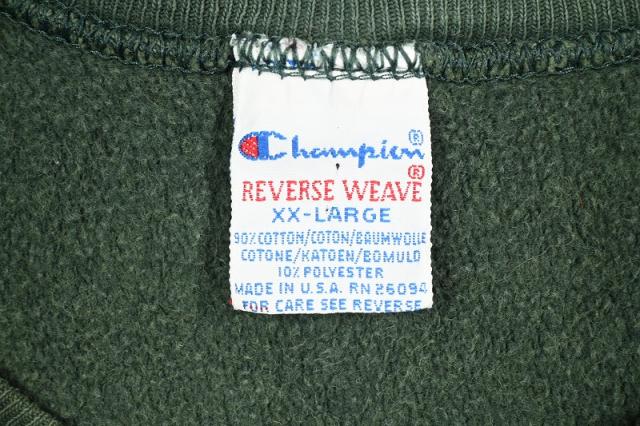 Champion®
®
REVERSE WEAVE
XX-LARGE
90% COTTON/COTON/BAUMWOLLE
COTONE/KATOEN/BOMULD
10% POLYESTER
MADE IN U.S.A. RN 26094
FOR CARE SEE REVERSE